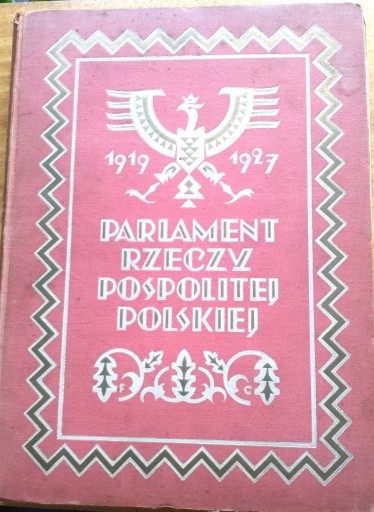 1919 1927
PARLAMENT
RZECZY
POSPOLITEJ
POLSKIEJ
F C